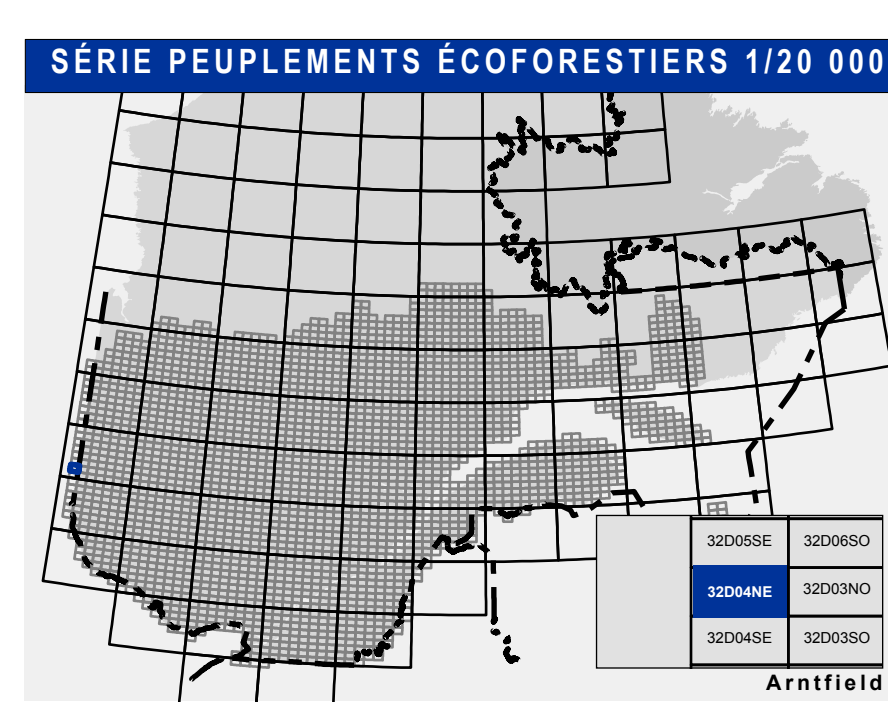 SÉRIE PEUPLEMENTS ÉCOFORESTIERS 1/20 000
32D05SE 32D06SO
32D04NE 32D03NO
32D04SE 32D03SO
Arntfield